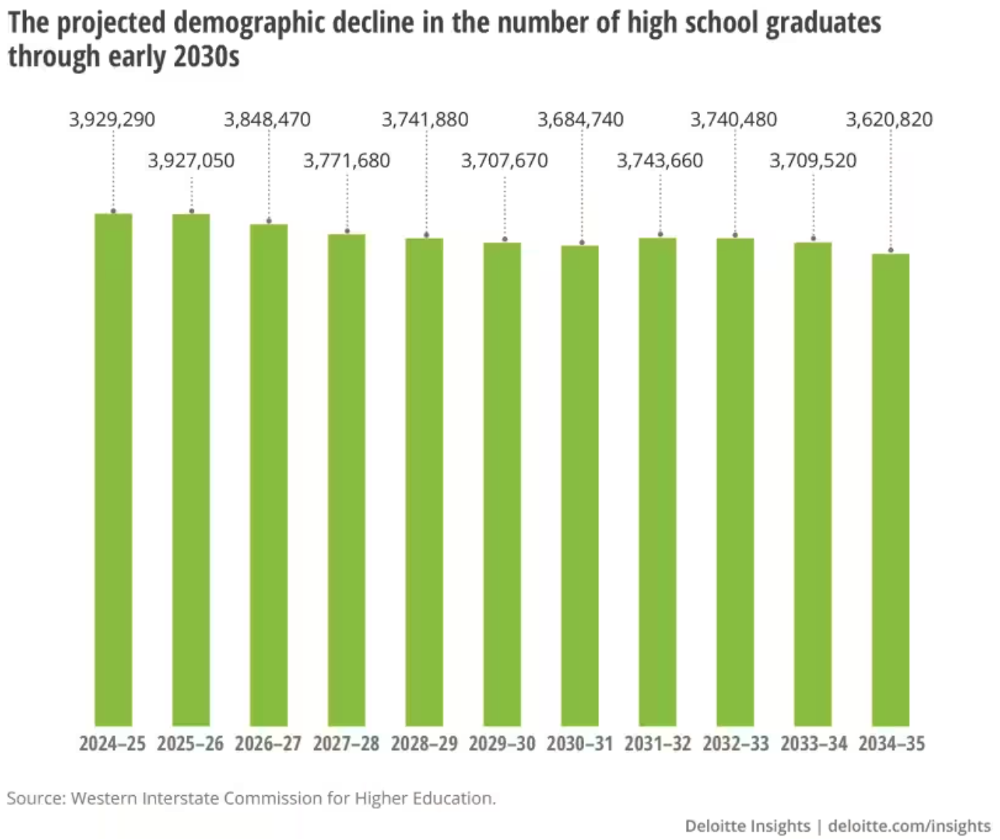 The projected demographic decline in the number of high school graduates
through early 2030s
3,929,290 3,848,470 3,741,880 3,684,740 3,740,480 3,620,820
3,927,050 3,771,680 3,707,670 3,743,660 3,709,520
2024–25 2025–26 2026–27 2027–28 2028–29 2029–30 2030–31 2031–32 2032–33 2033–34 2034–35
Source: Western Interstate Commission for Higher Education.
Deloitte Insights | deloitte.com/insights